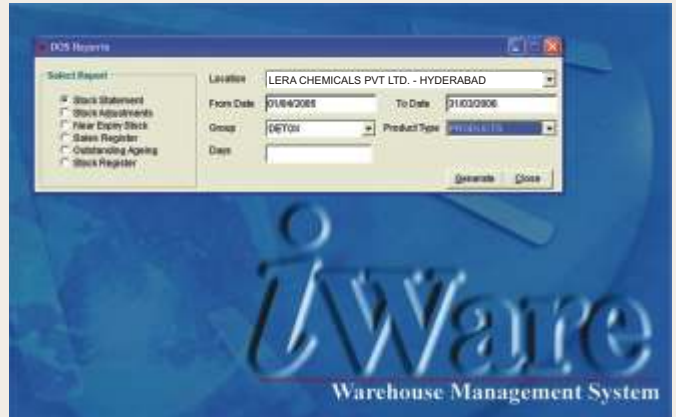 DOS Reports
Select Report
Stock Statement
Stock Adjustments
Near Expiry Stock
Sales Register
Outstanding Ageing
Stock Register
Location LERA CHEMICALS PVT LTD. - HYDERABAD
From Date 01/04/2005 To Date 31/03/2006
Group DETOX Product Type PRODUCTS
Days
Generate Close
iWare
Warehouse Management System